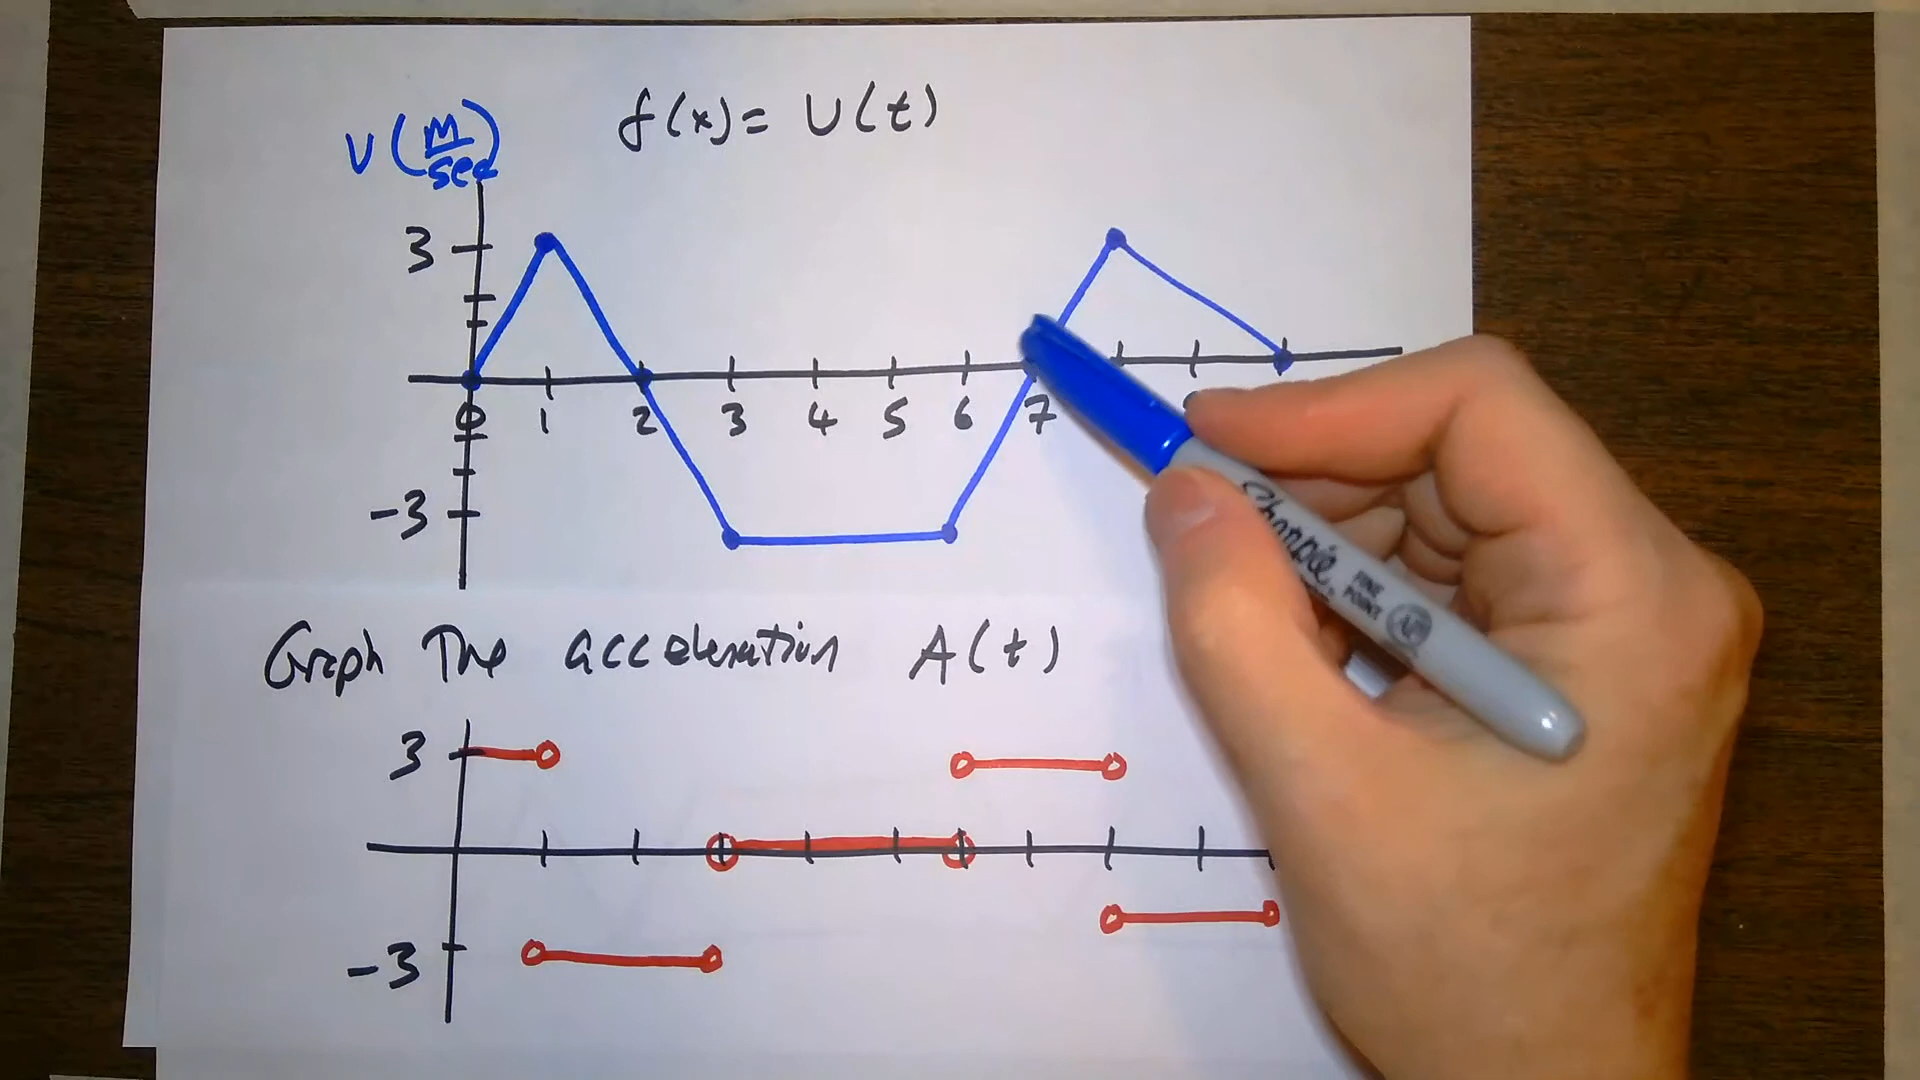 f(x)= V(t)
V(m/sec)
3
0 1 2 3 4 5 6 7
-3
Sharpie
FINE
POINT
AP
Graph The acceleration A(t)
3
-3